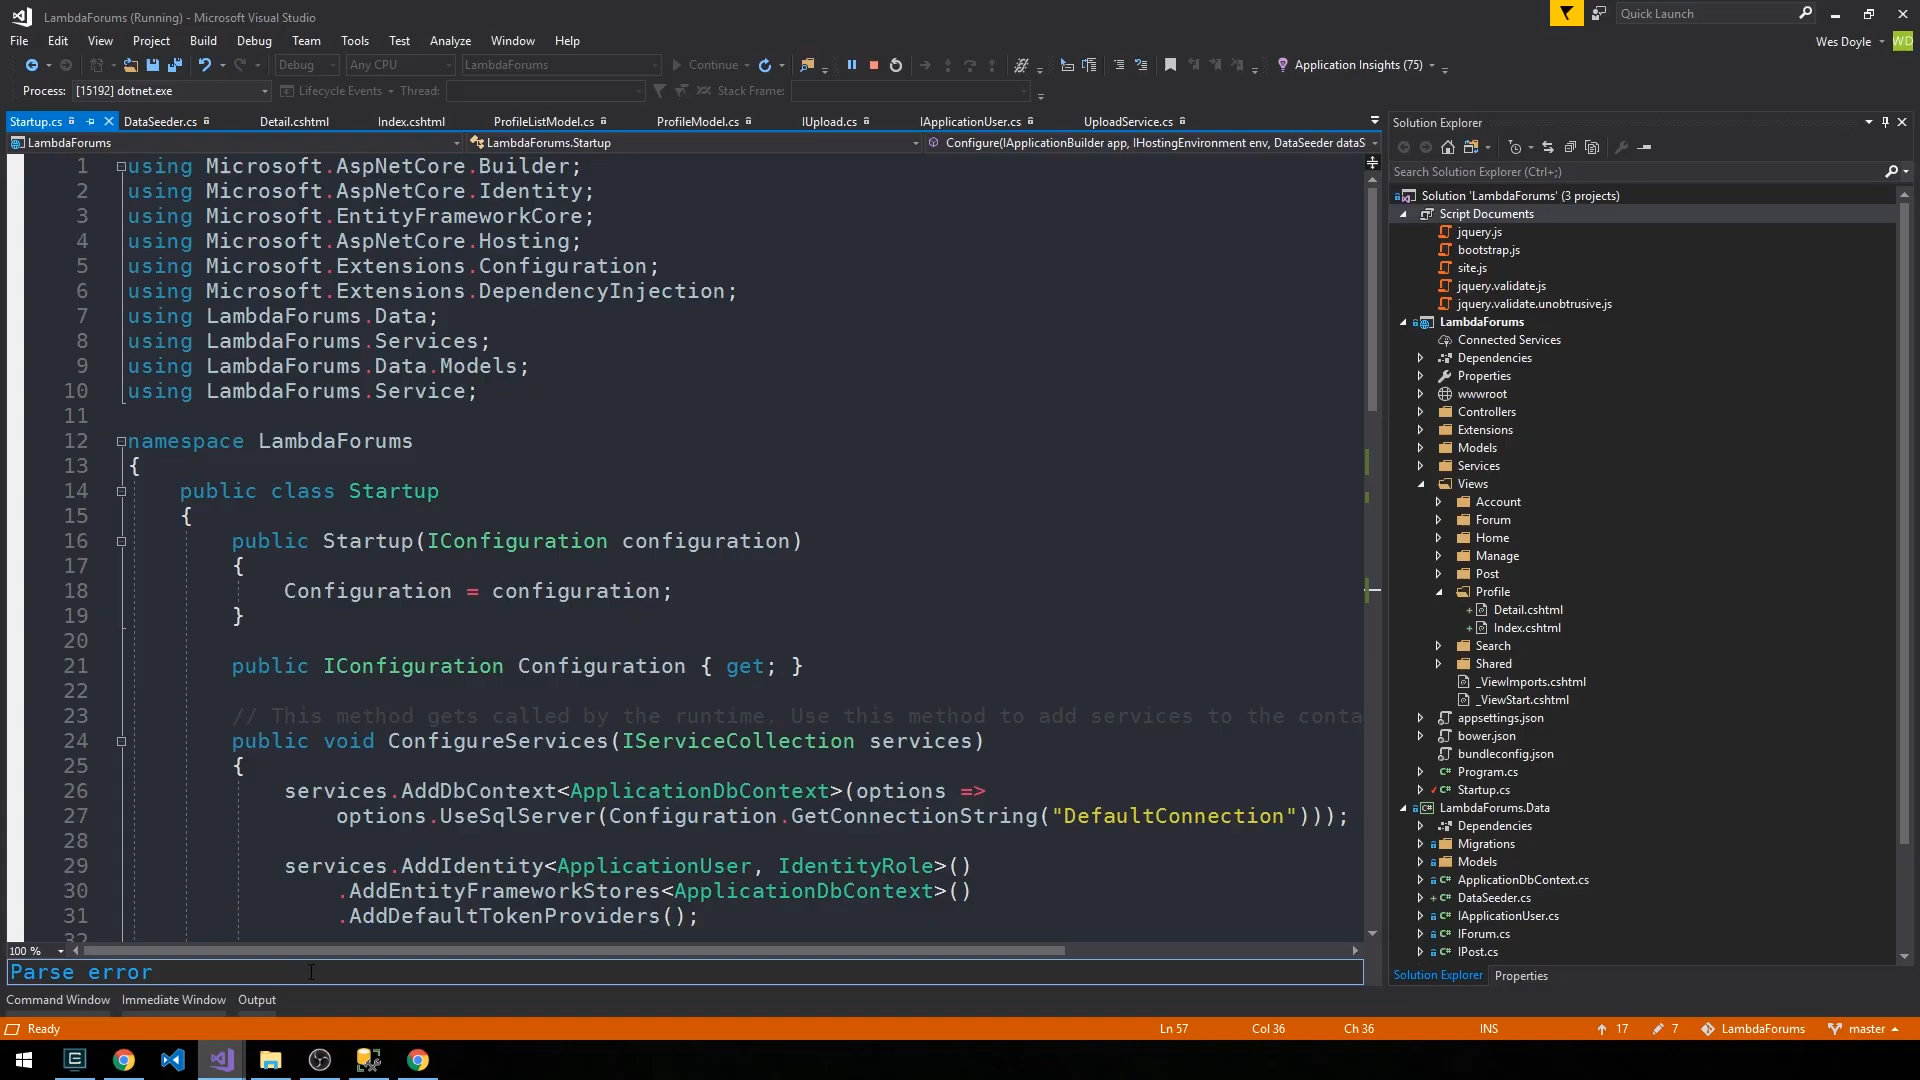 LambdaForums (Running) - Microsoft Visual Studio
Quick Launch
File Edit View Project Build Debug Team Tools Test Analyze Window Help
Wes Doyle WD
Debug Any CPU LambdaForums Continue Application Insights (75)
Process: [15192] dotnet.exe Lifecycle Events Thread: Stack Frame:
Startup.cs DataSeeder.cs Detail.cshtml Index.cshtml ProfileListModel.cs ProfileModel.cs IUpload.cs IApplicationUser.cs UploadService.cs
LambdaForums LambdaForums.Startup Configure(IApplicationBuilder app, IHostingEnvironment env, DataSeeder dataS
1 using Microsoft.AspNetCore.Builder;
2 using Microsoft.AspNetCore.Identity;
3 using Microsoft.EntityFrameworkCore;
4 using Microsoft.AspNetCore.Hosting;
5 using Microsoft.Extensions.Configuration;
6 using Microsoft.Extensions.DependencyInjection;
7 using LambdaForums.Data;
8 using LambdaForums.Services;
9 using LambdaForums.Data.Models;
10 using LambdaForums.Service;
11
12 namespace LambdaForums
13 {
14 public class Startup
15 {
16 public Startup(IConfiguration configuration)
17 {
18 Configuration = configuration;
19 }
20
21 public IConfiguration Configuration { get; }
22
23 // This method gets called by the runtime. Use this method to add services to the conta
24 public void ConfigureServices(IServiceCollection services)
25 {
26 services.AddDbContext<ApplicationDbContext>(options =>
27 options.UseSqlServer(Configuration.GetConnectionString("DefaultConnection")));
28
29 services.AddIdentity<ApplicationUser, IdentityRole>()
30 .AddEntityFrameworkStores<ApplicationDbContext>()
31 .AddDefaultTokenProviders();
32
100 %
Parse error
Command Window Immediate Window Output
Solution Explorer
Search Solution Explorer (Ctrl+;)
Solution 'LambdaForums' (3 projects)
Script Documents
jquery.js
bootstrap.js
site.js
jquery.validate.js
jquery.validate.unobtrusive.js
LambdaForums
Connected Services
Dependencies
Properties
wwwroot
Controllers
Extensions
Models
Services
Views
Account
Forum
Home
Manage
Post
Profile
Detail.cshtml
Index.cshtml
Search
Shared
_ViewImports.cshtml
_ViewStart.cshtml
appsettings.json
bower.json
bundleconfig.json
C# Program.cs
C# Startup.cs
C# LambdaForums.Data
Dependencies
Migrations
Models
C# ApplicationDbContext.cs
C# DataSeeder.cs
C# IApplicationUser.cs
C# IForum.cs
C# IPost.cs
Solution Explorer Properties
Ready Ln 57 Col 36 Ch 36 INS 17 7 LambdaForums master